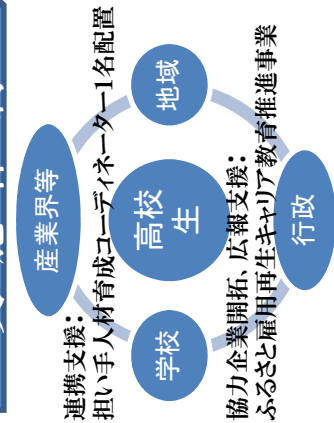 産業界等
連携支援：
担い手人材育成コーディネーター1名配置
学校
高校
生
地域
協力企業開拓、広報支援：
ふるさと雇用再生キャリア教育推進事業
行政